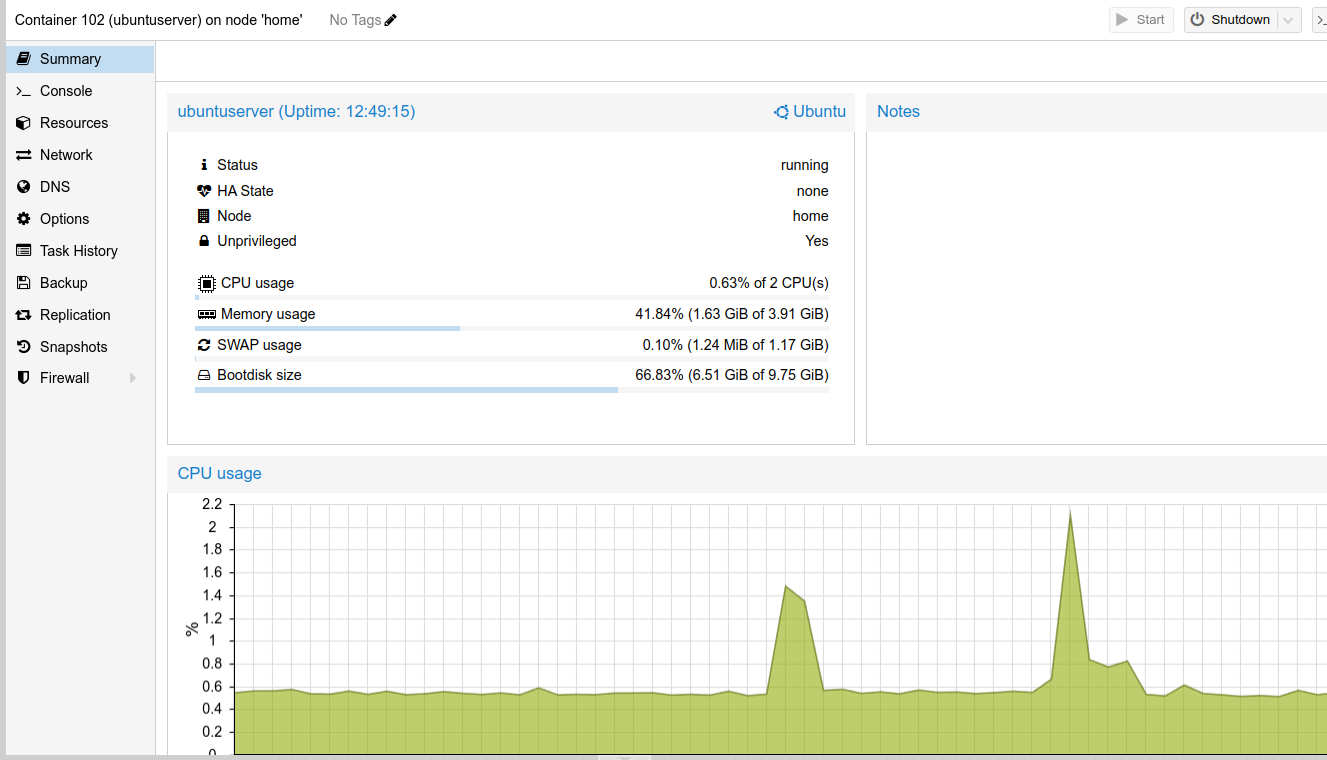 Container 102 (ubuntuserver) on node 'home' No Tags Start Shutdown
Summary
Console
Resources
Network
DNS
Options
Task History
Backup
Replication
Snapshots
Firewall
ubuntuserver (Uptime: 12:49:15) Ubuntu
Status running
HA State none
Node home
Unprivileged Yes
CPU usage 0.63% of 2 CPU(s)
Memory usage 41.84% (1.63 GiB of 3.91 GiB)
SWAP usage 0.10% (1.24 MiB of 1.17 GiB)
Bootdisk size 66.83% (6.51 GiB of 9.75 GiB)
Notes
CPU usage
2.2
2
1.8
1.6
1.4
1.2
%
1
0.8
0.6
0.4
0.2
0